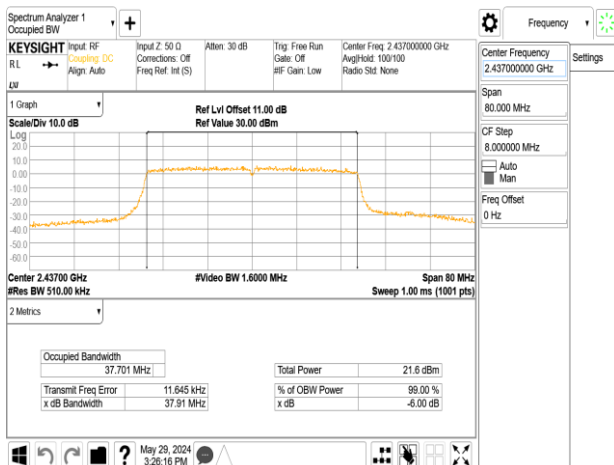 Spectrum Analyzer 1
Occupied BW
Frequency
KEYSIGHT
RL
LXI
Input: RF
Coupling: DC
Align: Auto
Input Z: 50 Ω
Corrections: Off
Freq Ref: Int (S)
Atten: 30 dB
Trig: Free Run
Gate: Off
#IF Gain: Low
Center Freq: 2.437000000 GHz
Avg|Hold: 100/100
Radio Std: None
Center Frequency
2.437000000 GHz
Settings
Span
80.000 MHz
CF Step
8.000000 MHz
Auto
Man
Freq Offset
0 Hz
1 Graph
Scale/Div 10.0 dB
Ref Lvl Offset 11.00 dB
Ref Value 30.00 dBm
Log
20.0
10.0
0.00
-10.0
-20.0
-30.0
-40.0
-50.0
-60.0
Center 2.43700 GHz
#Res BW 510.00 kHz
#Video BW 1.6000 MHz
Span 80 MHz
Sweep 1.00 ms (1001 pts)
2 Metrics
Occupied Bandwidth
37.701 MHz
Total Power 21.6 dBm
Transmit Freq Error 11.645 kHz
% of OBW Power 99.00 %
x dB Bandwidth 37.91 MHz
x dB -6.00 dB
May 29, 2024
3:26:16 PM